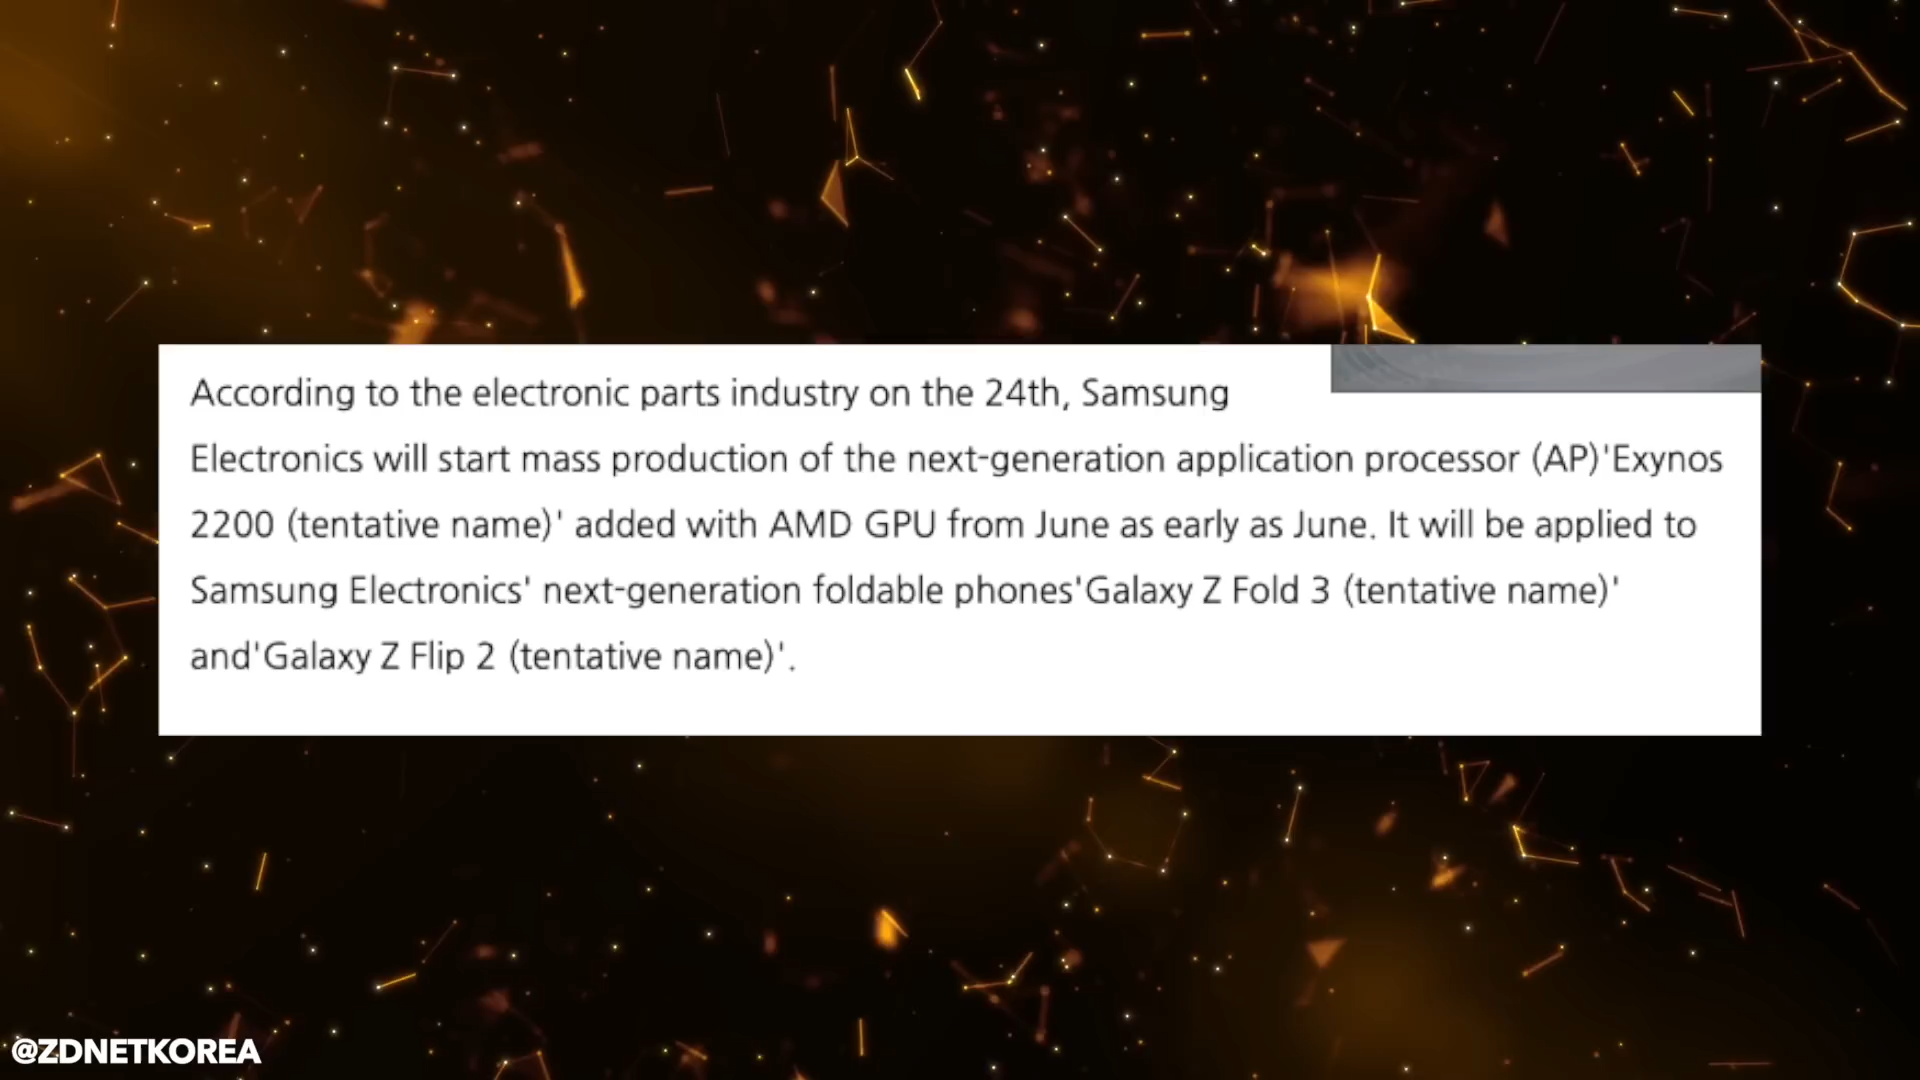 According to the electronic parts industry on the 24th, Samsung
Electronics will start mass production of the next-generation application processor (AP)'Exynos
2200 (tentative name)' added with AMD GPU from June as early as June. It will be applied to
Samsung Electronics' next-generation foldable phones'Galaxy Z Fold 3 (tentative name)'
and'Galaxy Z Flip 2 (tentative name)'.
@ZDNETKOREA